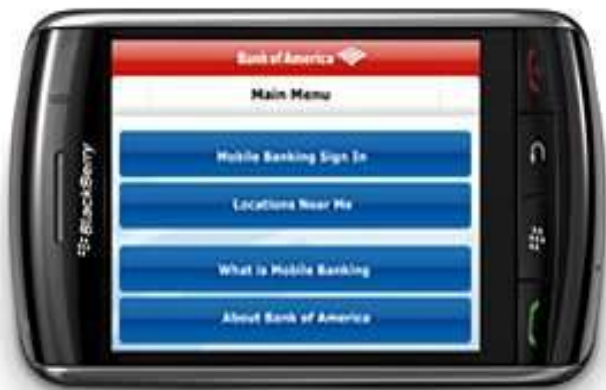 Bank of America
Main Menu
Mobile Banking Sign In
Locations Near Me
What is Mobile Banking
About Bank of America
BlackBerry